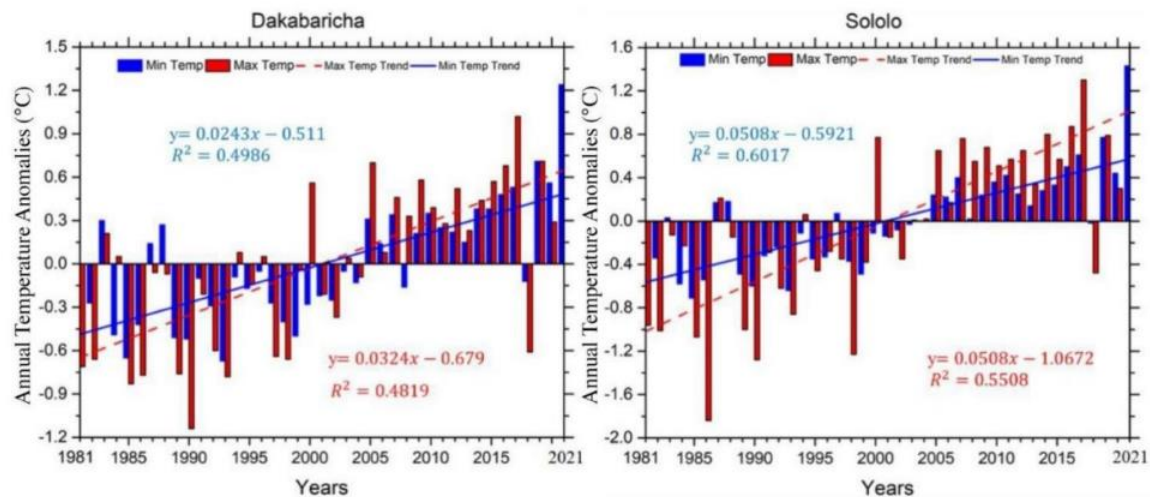 Dakabaricha
Annual Temperature Anomalies (°C)
1.5
1.2
0.9
0.6
0.3
0.0
-0.3
-0.6
-0.9
-1.2
Min Temp Max Temp Max Temp Trend Min Temp Trend
y= 0.0243x − 0.511
R² = 0.4986
y= 0.0324x − 0.679
R² = 0.4819
1981 1985 1990 1995 2000 2005 2010 2015 2021
Years
Sololo
Annual Temperature Anomalies (°C)
1.6
1.2
0.8
0.4
0.0
-0.4
-0.8
-1.2
-1.6
-2.0
Min Temp Max Temp Max Temp Trend Min Temp Trend
y= 0.0508x − 0.5921
R² = 0.6017
y= 0.0508x − 1.0672
R² = 0.5508
1981 1985 1990 1995 2000 2005 2010 2015 2021
Years